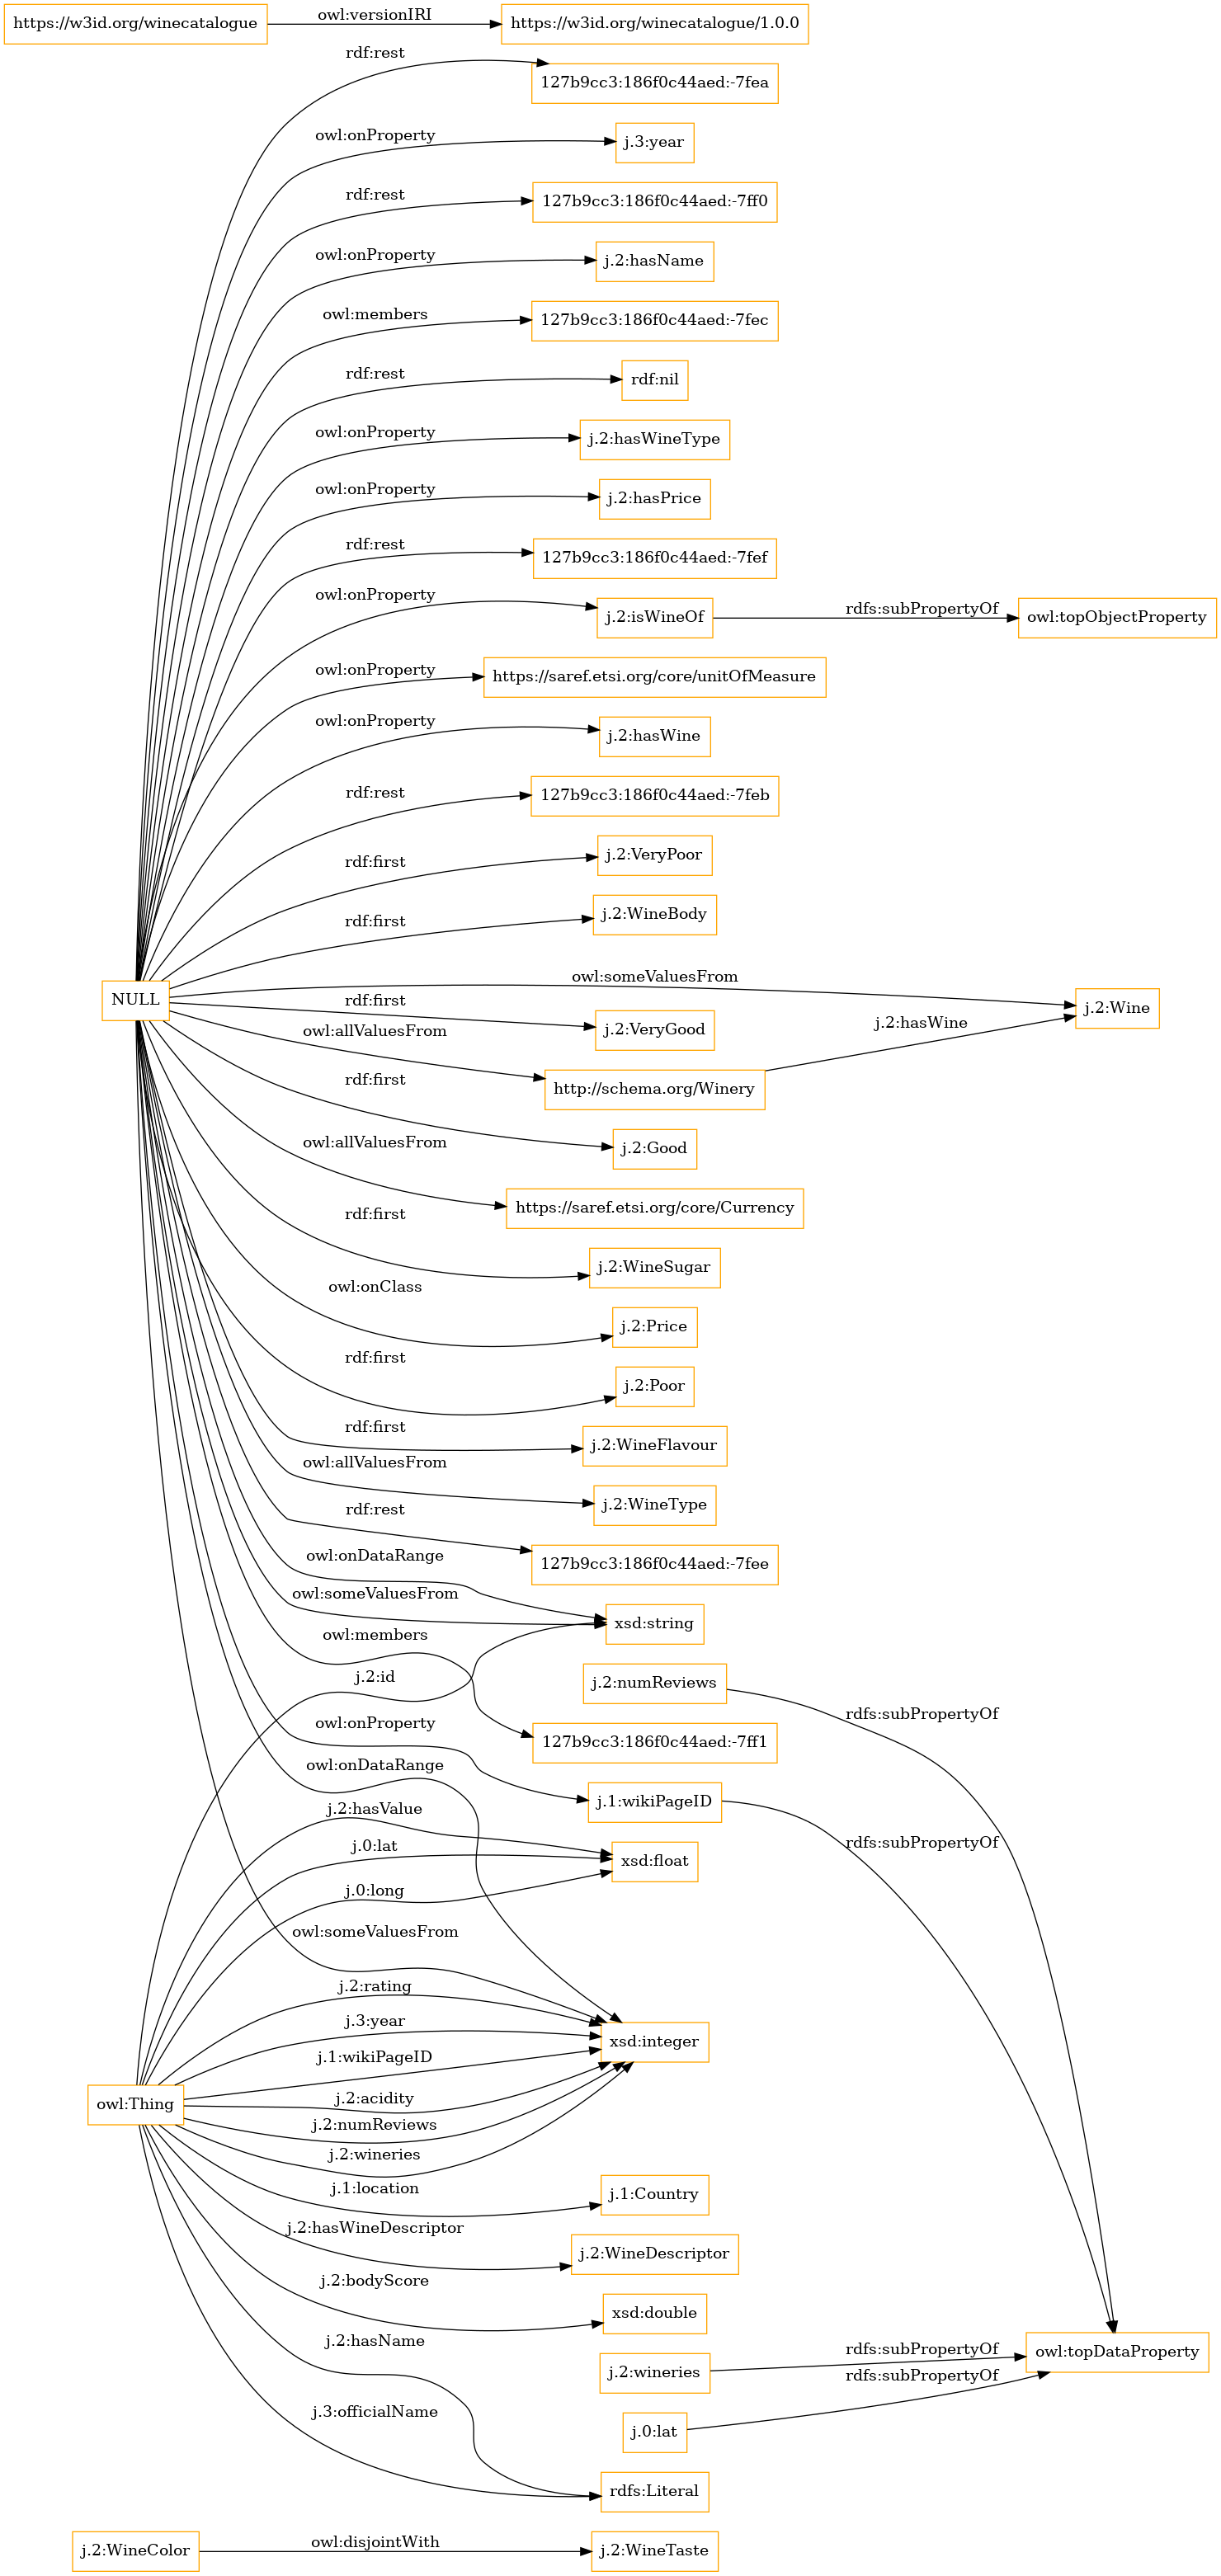 https://w3id.org/winecatalogue
owl:versionIRI
https://w3id.org/winecatalogue/1.0.0
rdf:rest
127b9cc3:186f0c44aed:-7fea
owl:onProperty
j.3:year
rdf:rest
127b9cc3:186f0c44aed:-7ff0
owl:onProperty
j.2:hasName
owl:members
127b9cc3:186f0c44aed:-7fec
rdf:rest
rdf:nil
owl:onProperty
j.2:hasWineType
owl:onProperty
j.2:hasPrice
rdf:rest
127b9cc3:186f0c44aed:-7fef
owl:onProperty
j.2:isWineOf
rdfs:subPropertyOf
owl:topObjectProperty
owl:onProperty
https://saref.etsi.org/core/unitOfMeasure
owl:onProperty
j.2:hasWine
rdf:rest
127b9cc3:186f0c44aed:-7feb
rdf:first
j.2:VeryPoor
rdf:first
j.2:WineBody
NULL
owl:someValuesFrom
j.2:Wine
rdf:first
j.2:VeryGood
j.2:hasWine
owl:allValuesFrom
http://schema.org/Winery
rdf:first
j.2:Good
owl:allValuesFrom
https://saref.etsi.org/core/Currency
rdf:first
j.2:WineSugar
owl:onClass
j.2:Price
rdf:first
j.2:Poor
rdf:first
j.2:WineFlavour
owl:allValuesFrom
j.2:WineType
rdf:rest
127b9cc3:186f0c44aed:-7fee
owl:onDataRange
owl:someValuesFrom
xsd:string
owl:members
j.2:id
j.2:numReviews
rdfs:subPropertyOf
owl:onProperty
127b9cc3:186f0c44aed:-7ff1
owl:onDataRange
j.1:wikiPageID
rdfs:subPropertyOf
j.2:hasValue
j.0:lat
xsd:float
j.0:long
owl:someValuesFrom
j.2:rating
j.3:year
xsd:integer
j.1:wikiPageID
owl:Thing
j.2:acidity
j.2:numReviews
j.2:wineries
j.1:location
j.1:Country
j.2:hasWineDescriptor
j.2:WineDescriptor
j.2:bodyScore
xsd:double
j.2:hasName
j.2:wineries
rdfs:subPropertyOf
owl:topDataProperty
rdfs:subPropertyOf
j.3:officialName
j.0:lat
rdfs:Literal
j.2:WineColor
owl:disjointWith
j.2:WineTaste